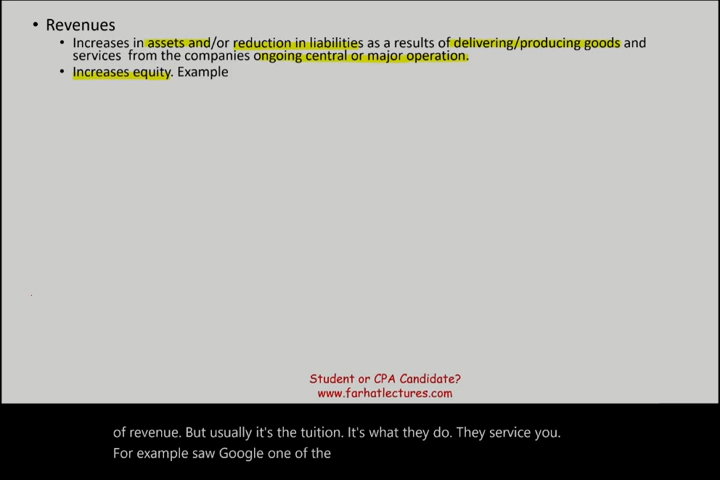 • Revenues
• Increases in assets and/or reduction in liabilities as a results of delivering/producing goods and
services from the companies ongoing central or major operation.
• Increases equity. Example
Student or CPA Candidate?
www.farhatlectures.com
of revenue. But usually it's the tuition. It's what they do. They service you.
For example saw Google one of the